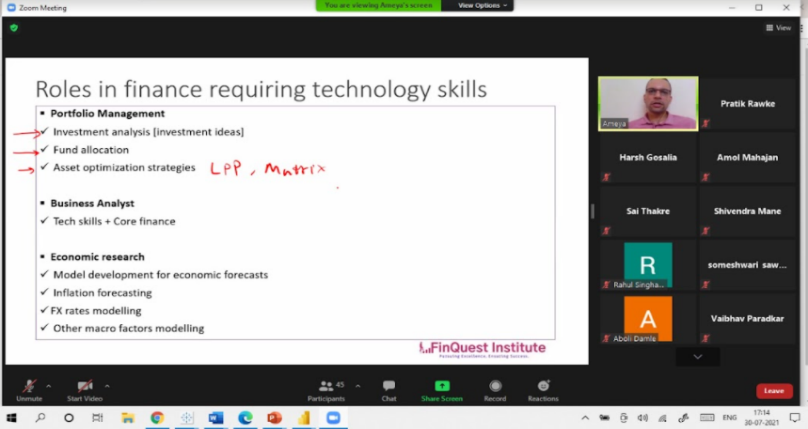 Zoom Meeting
You are viewing Ameya's screen
View Options
View
Roles in finance requiring technology skills
Portfolio Management
Investment analysis [investment ideas]
Fund allocation
Asset optimization strategies LPP, Matrix
Business Analyst
Tech skills + Core finance
Economic research
Model development for economic forecasts
Inflation forecasting
FX rates modelling
Other macro factors modelling
FinQuest Institute
Ameya
Pratik Rawke
Harsh Gosalia
Amol Mahajan
Sai Thakre
Shivendra Mane
R
Rahul Singha...
someshwari saw...
A
Aboli Damle
Vaibhav Paradkar
Unmute
Start Video
45
Participants
Chat
Share Screen
Record
Reactions
Leave
ENG
17:14
30-07-2021